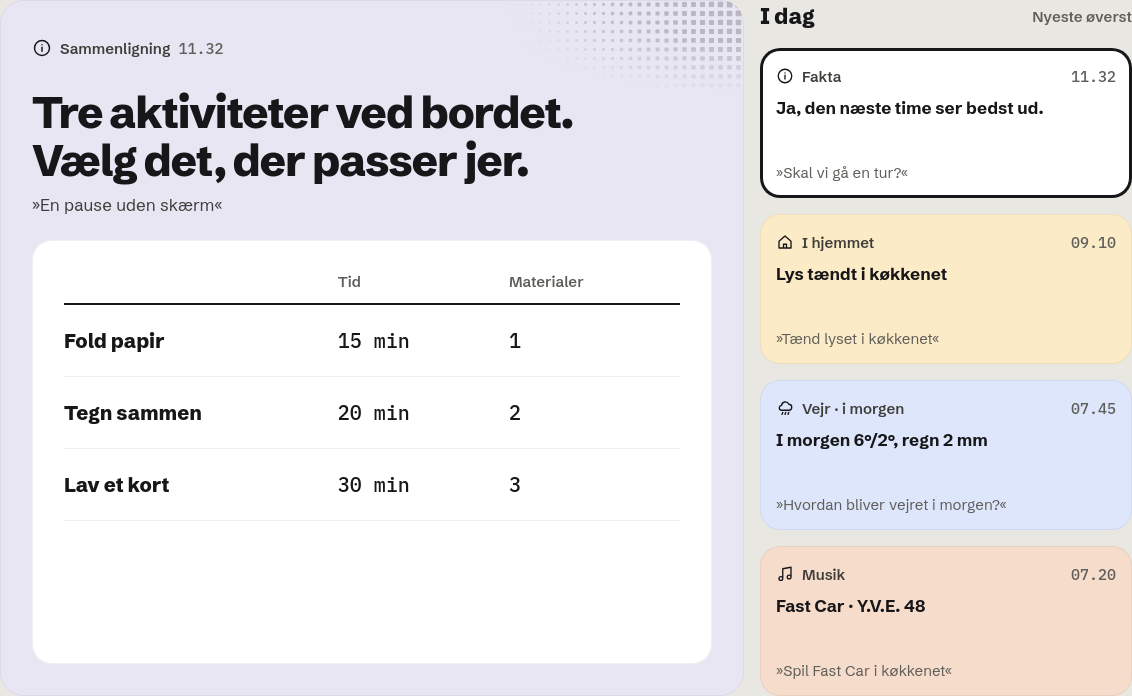 Sammenligning 11.32
Tre aktiviteter ved bordet.
Vælg det, der passer jer.
»En pause uden skærm«
Tid Materialer
Fold papir 15 min 1
Tegn sammen 20 min 2
Lav et kort 30 min 3
I dag Nyeste øverst
Fakta 11.32
Ja, den næste time ser bedst ud.
»Skal vi gå en tur?«
I hjemmet 09.10
Lys tændt i køkkenet
»Tænd lyset i køkkenet«
Vejr · i morgen 07.45
I morgen 6°/2°, regn 2 mm
»Hvordan bliver vejret i morgen?«
Musik 07.20
Fast Car · Y.V.E. 48
»Spil Fast Car i køkkenet«